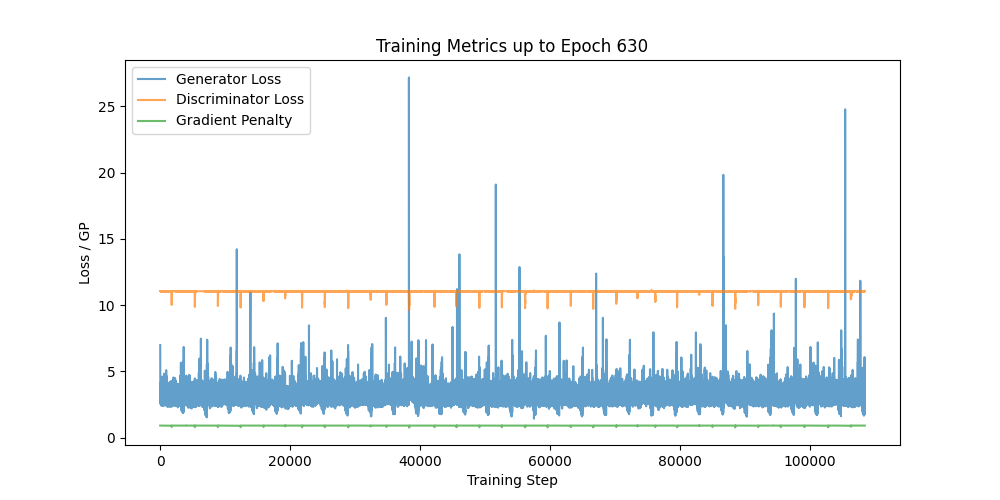 Training Metrics up to Epoch 630
Generator Loss
Discriminator Loss
Gradient Penalty
Loss / GP
25
20
15
10
5
0
0 20000 40000 60000 80000 100000
Training Step